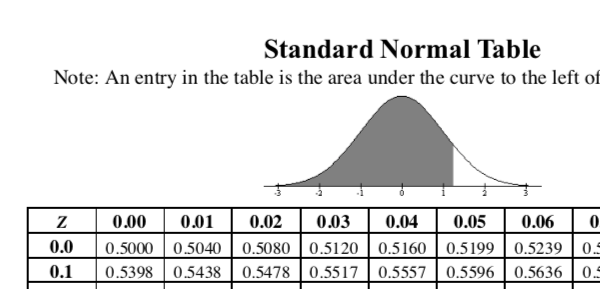 Standard Normal Table
Note: An entry in the table is the area under the curve to the left of
-3 -2 -1 0 1 2 3
Z 0.00 0.01 0.02 0.03 0.04 0.05 0.06
0.0 0.5000 0.5040 0.5080 0.5120 0.5160 0.5199 0.5239
0.1 0.5398 0.5438 0.5478 0.5517 0.5557 0.5596 0.5636